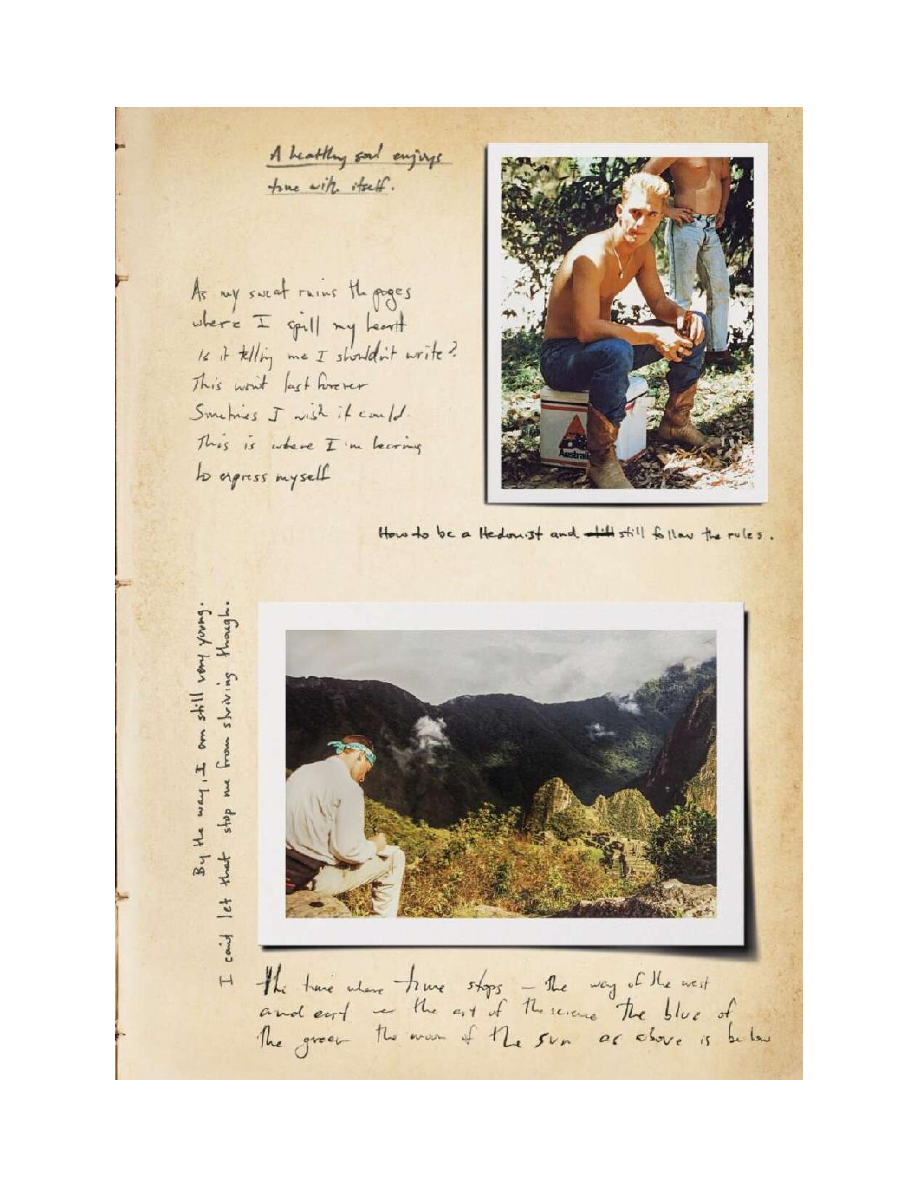 A healthy soul enjoys
time with itself.
As my sweat ruins the pages
where I spill my heart
Is it telling me I shouldn't write?
This won't last forever
Sometimes I wish it could.
This is where I'm learning
to express myself
Austral
How to be a Hedonist and still still follow the rules.
By the way, I am still very young.
I can't let that stop me from striving though.
The time where time stops – the way of the west
and east – the art of the science the blue of
the green the moon of the sun as above is below